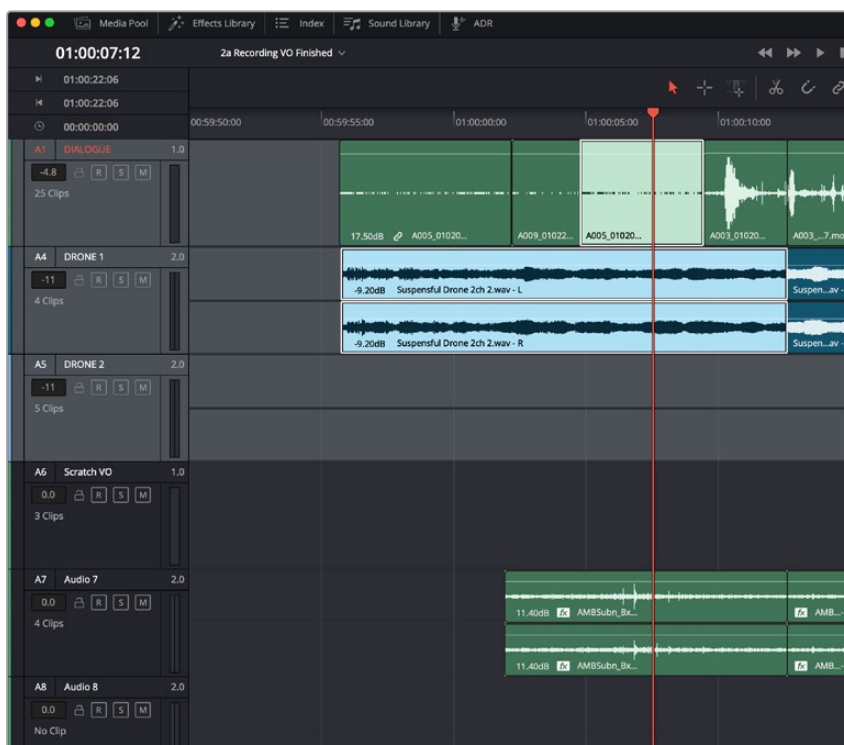 Media Pool Effects Library Index Sound Library ADR
01:00:07:12 2a Recording VO Finished
01:00:22:06
01:00:22:06
00:00:00:00
00:59:50:00 00:59:55:00 01:00:00:00 01:00:05:00 01:00:10:00
A1 DIALOGUE 1.0
-4.8 R S M
25 Clips
17.50dB A005_01020... A009_01022... A005_01020... A003_01020... A003_...7.mo
A4 DRONE 1 2.0
-11 R S M
4 Clips
-9.20dB Suspensful Drone 2ch 2.wav - L Suspen...av -
-9.20dB Suspensful Drone 2ch 2.wav - R Suspen...av -
A5 DRONE 2 2.0
-11 R S M
5 Clips
A6 Scratch VO 1.0
0.0 R S M
3 Clips
A7 Audio 7 2.0
0.0 R S M
4 Clips
11.40dB fx AMBSubn_Bx... fx AMB...-
11.40dB fx AMBSubn_Bx... fx AMB...-
A8 Audio 8 2.0
0.0 R S M
No Clip